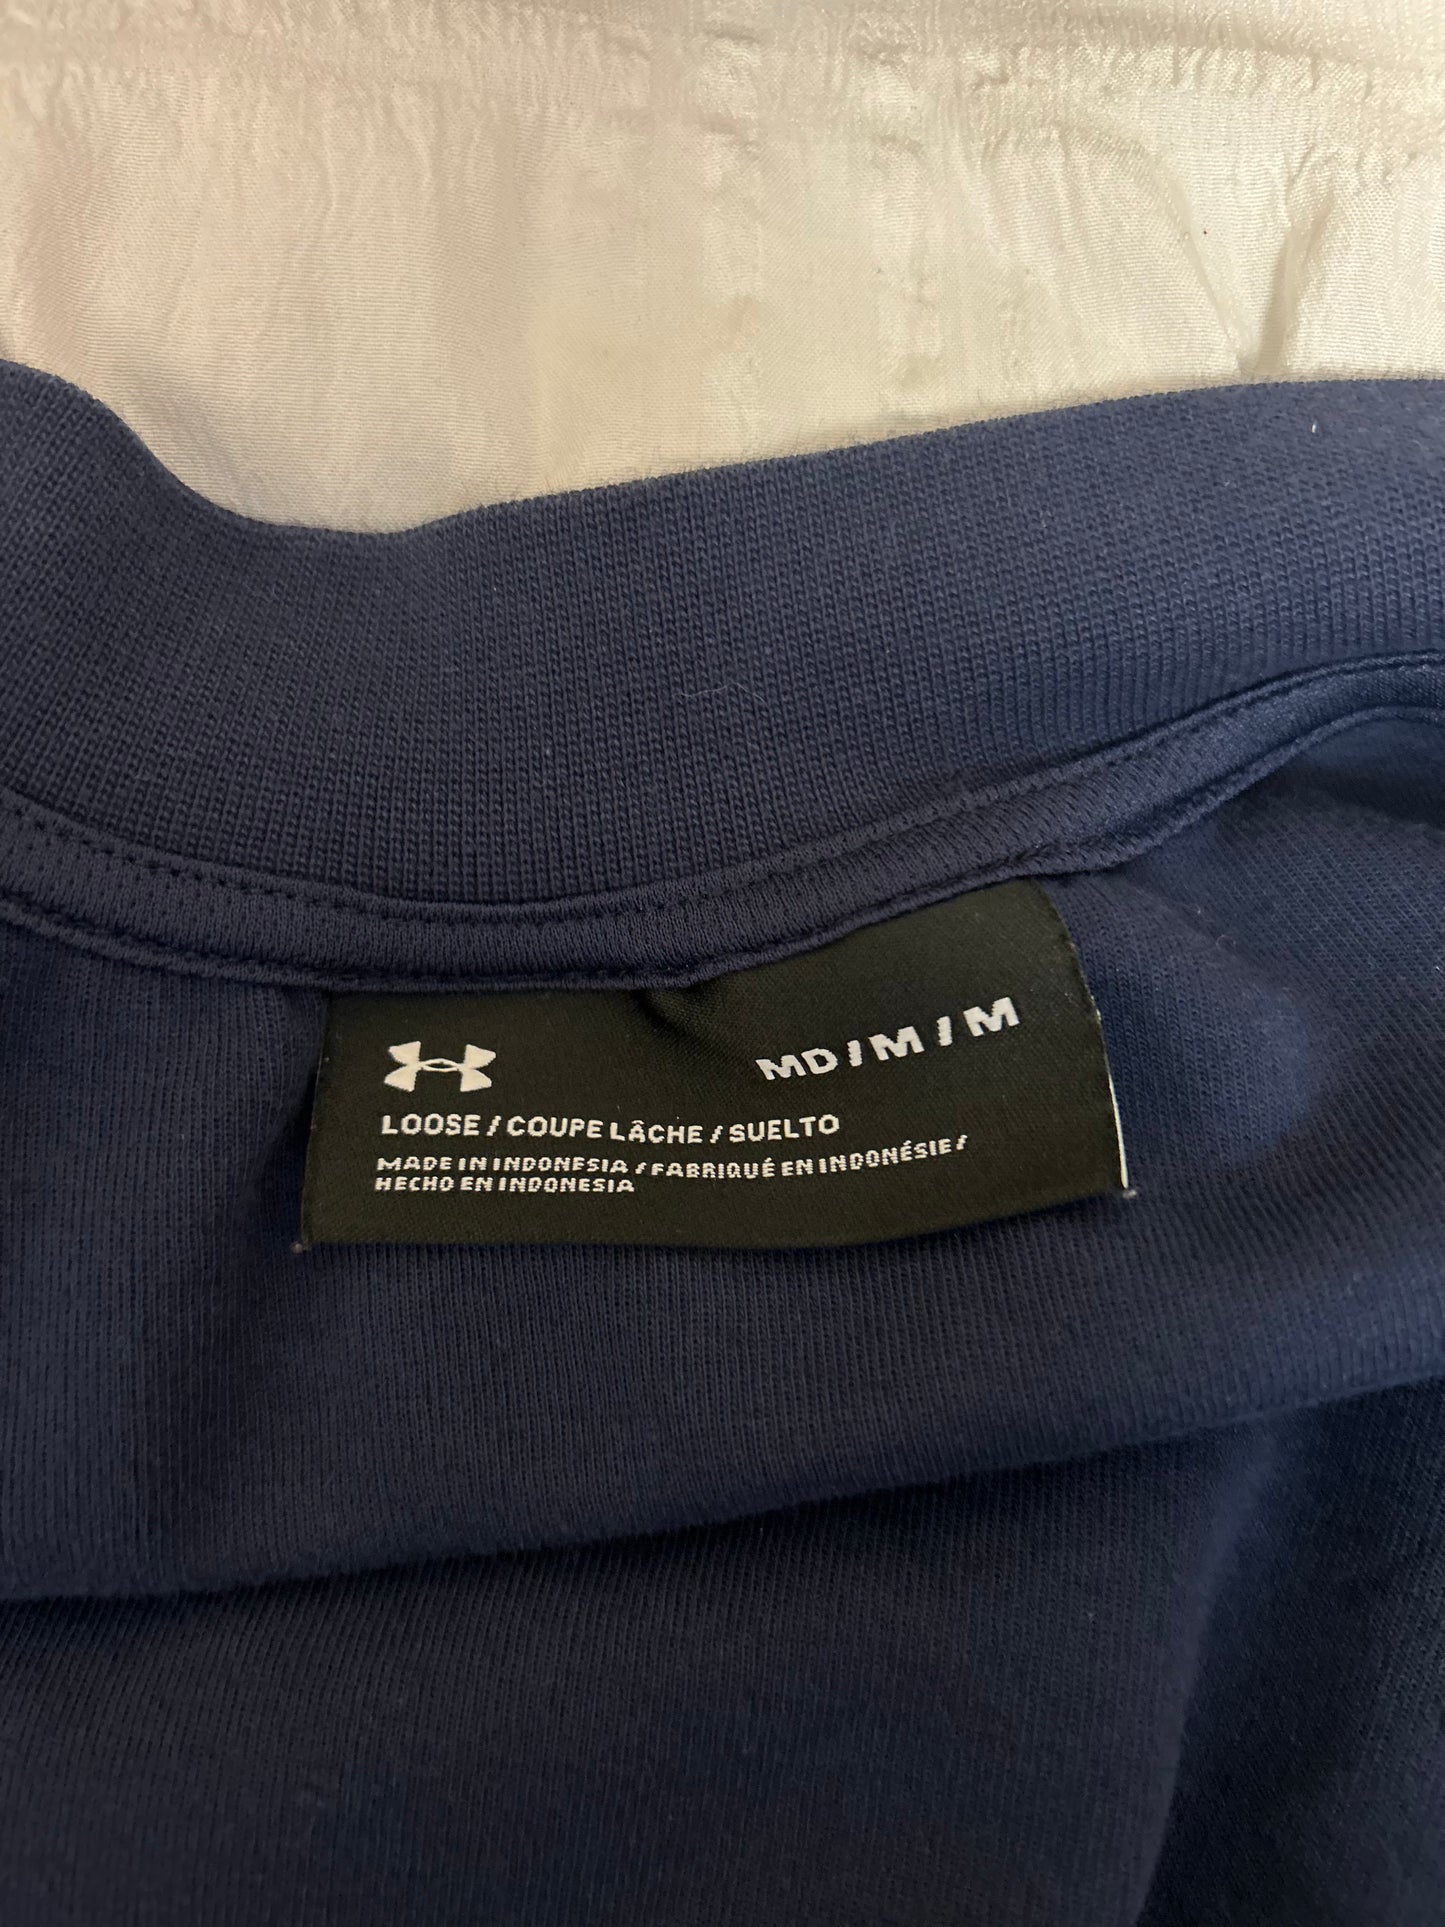 MD / M / M
LOOSE / COUPE LÂCHE / SUELTO
MADE IN INDONESIA / FABRIQUÉ EN INDONÉSIE /
HECHO EN INDONESIA